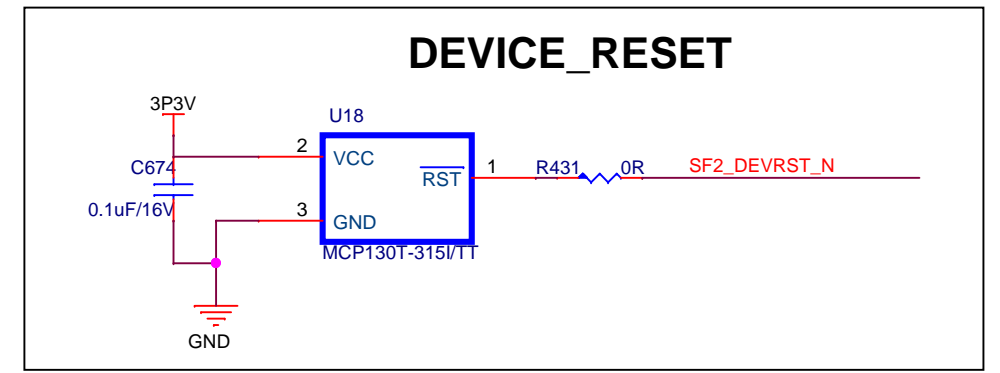 DEVICE_RESET
3P3V
U18
2
VCC
C674
RST
1
R431
0R
SF2_DEVRST_N
0.1uF/16V
3
GND
MCP130T-315I/TT
GND